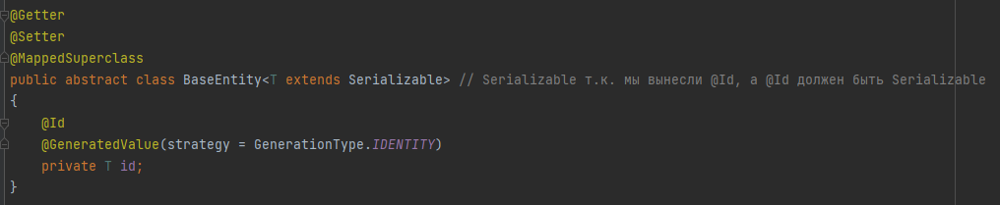 @Getter
@Setter
@MappedSuperclass
public abstract class BaseEntity<T extends Serializable> // Serializable т.к. мы вынесли @Id, а @Id должен быть Serializable
{
@Id
@GeneratedValue(strategy = GenerationType.IDENTITY)
private T id;
}